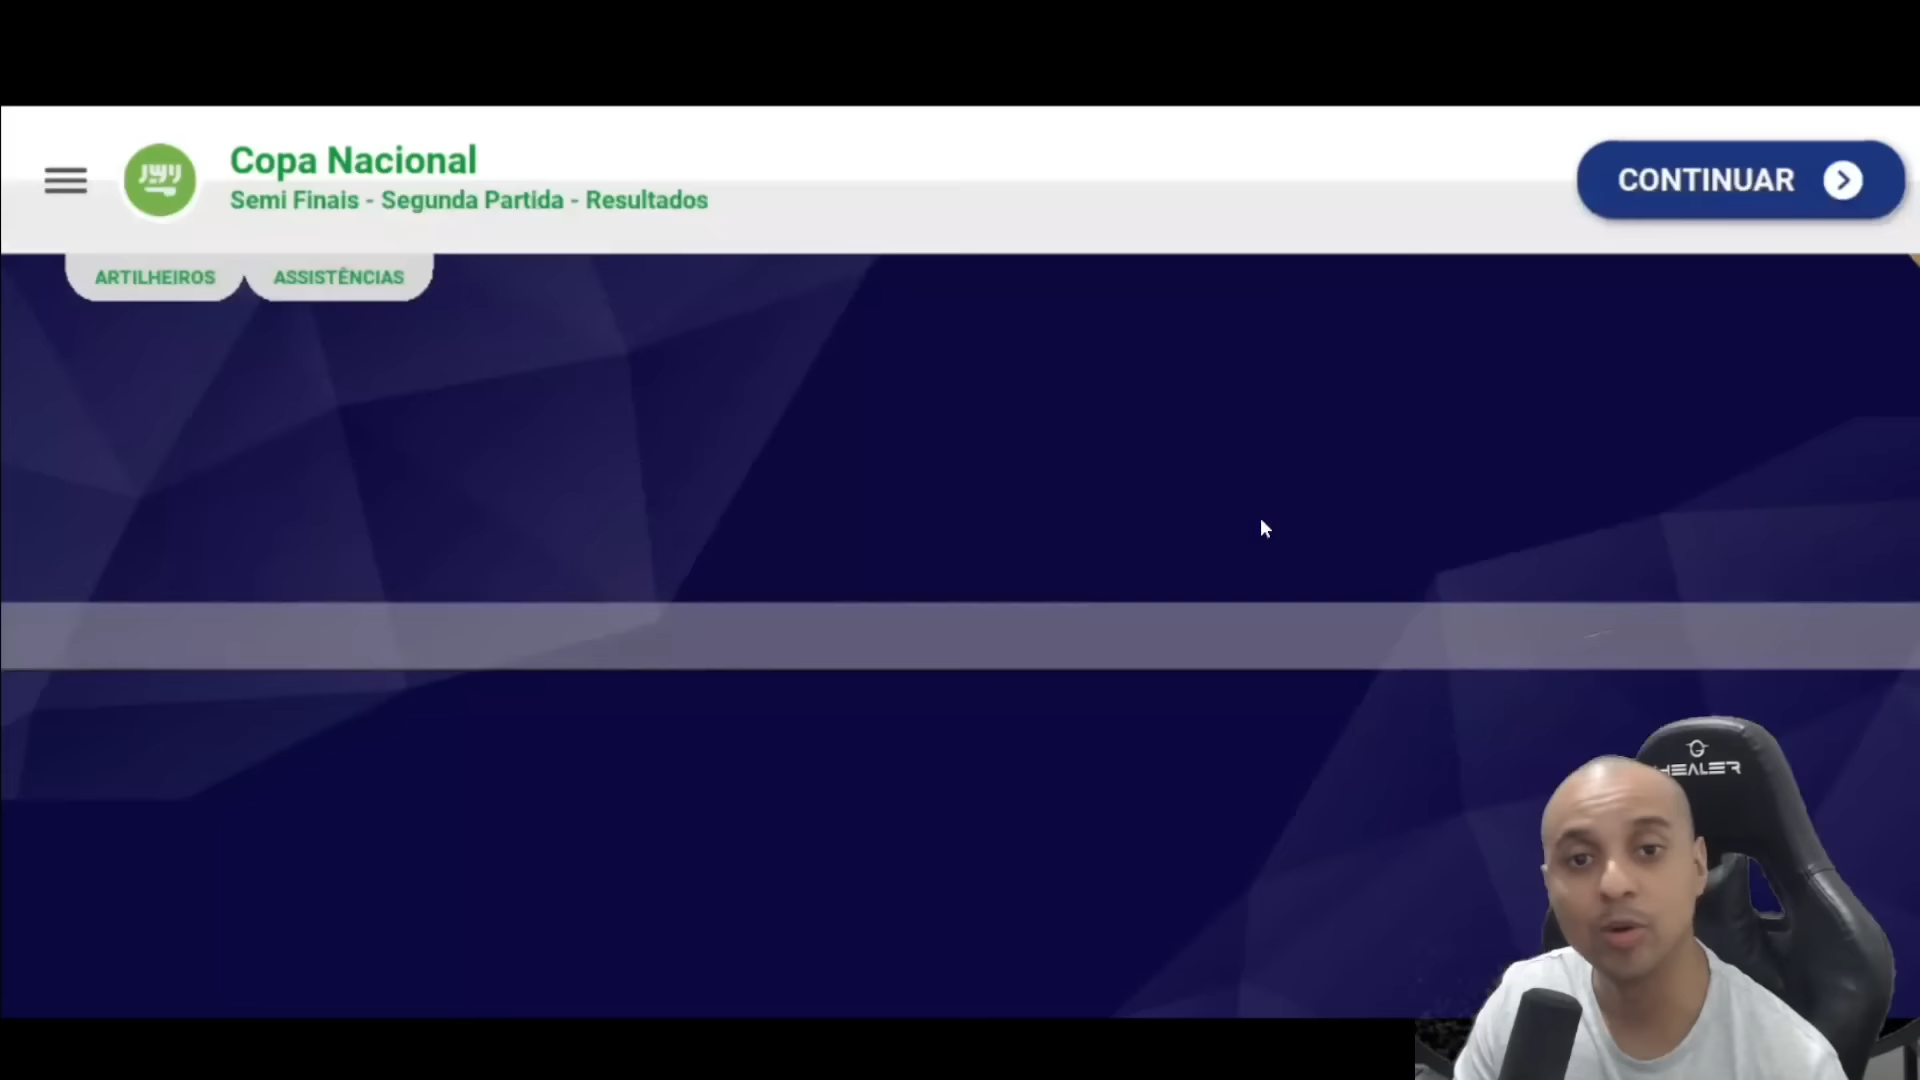 Copa Nacional
Semi Finais - Segunda Partida - Resultados
CONTINUAR
ARTILHEIROS
ASSISTÊNCIAS
HEALER